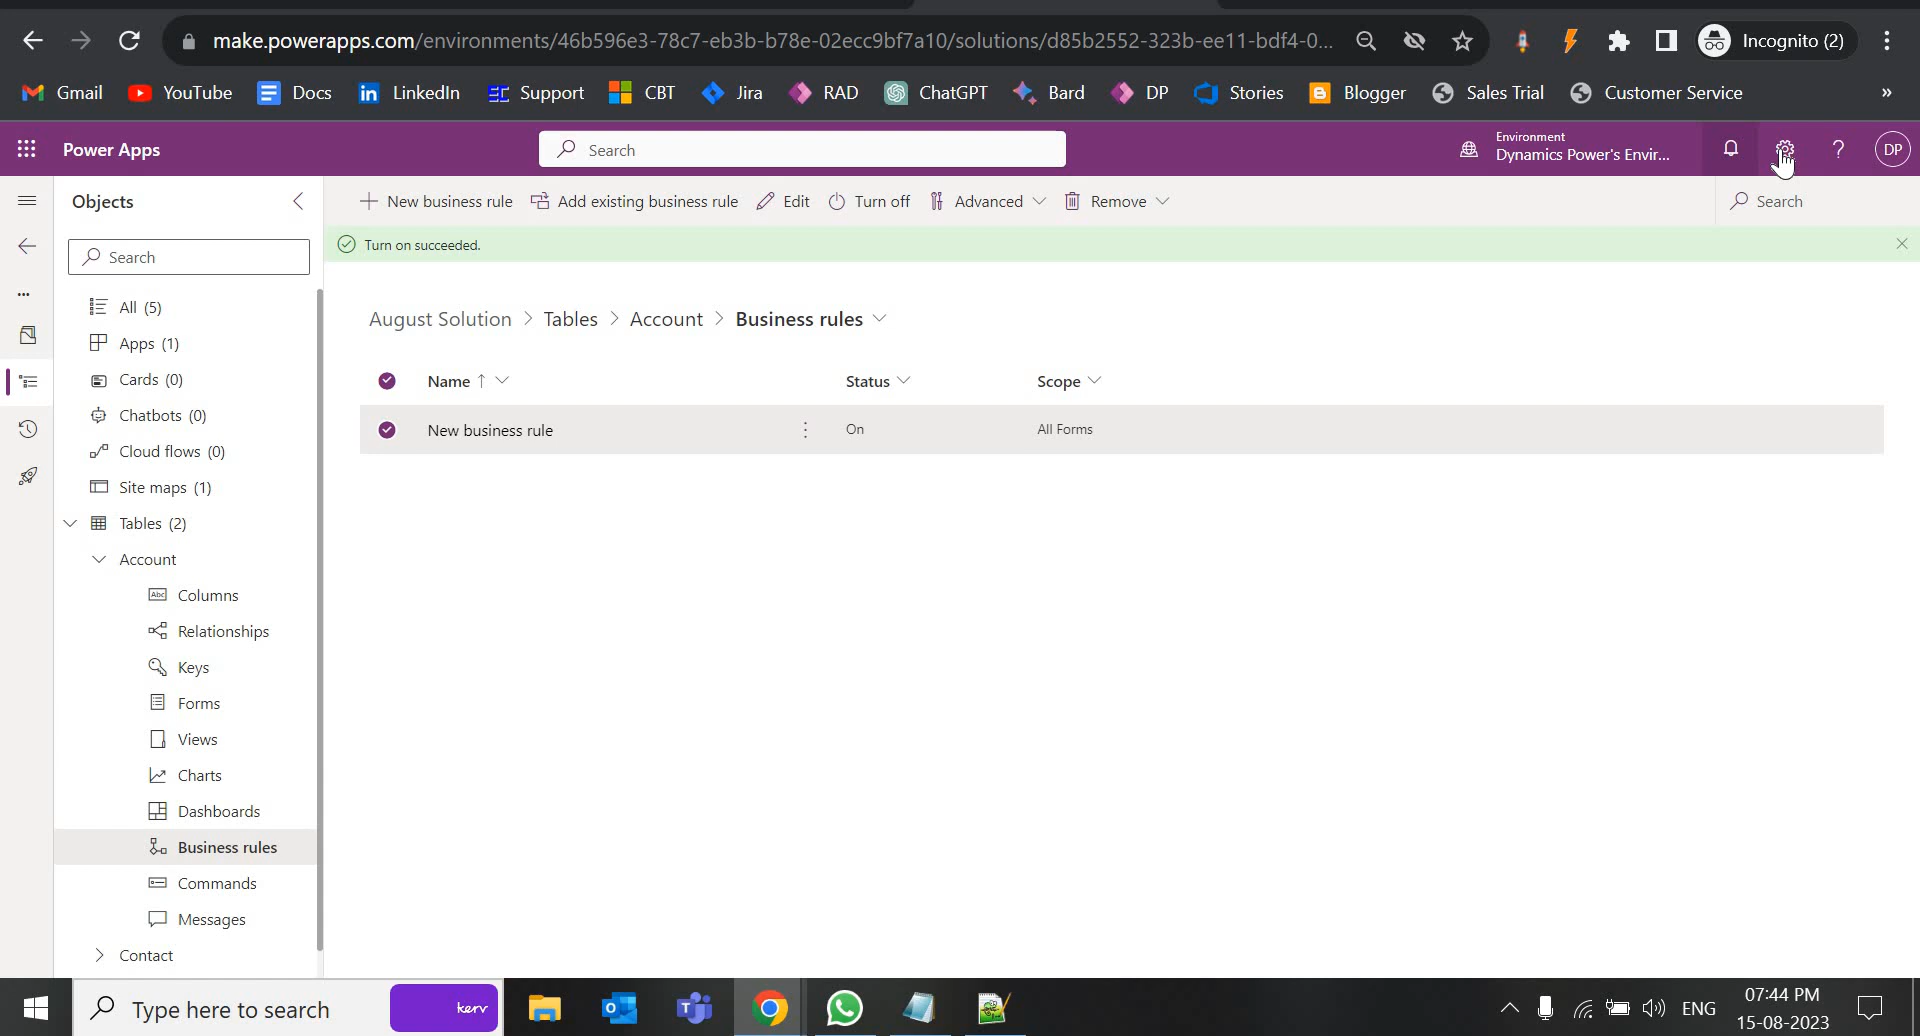 make.powerapps.com/environments/46b596e3-78c7-eb3b-b78e-02ecc9bf7a10/solutions/d85b2552-323b-ee11-bdf4-0...
Incognito (2)
Gmail YouTube Docs LinkedIn Support CBT Jira RAD ChatGPT Bard DP Stories Blogger Sales Trial Customer Service »
Power Apps
Search
Environment
Dynamics Power's Envir...
?
DP
Objects
New business rule Add existing business rule Edit Turn off Advanced Remove
Search
Turn on succeeded.
Search
All (5)
Apps (1)
Cards (0)
Chatbots (0)
Cloud flows (0)
Site maps (1)
Tables (2)
Account
Abc Columns
Relationships
Keys
Forms
Views
Charts
Dashboards
Business rules
Commands
Messages
Contact
August Solution > Tables > Account > Business rules
Name ↑ Status Scope
New business rule On All Forms
Type here to search
kerv
ENG
07:44 PM
15-08-2023